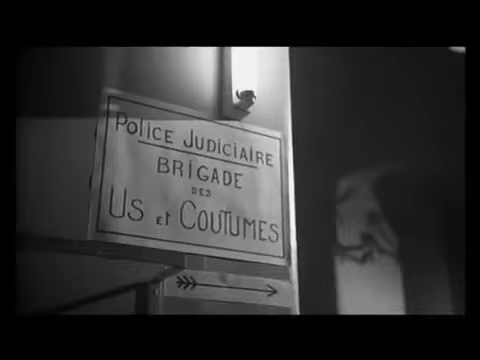 POLICE JUDICIAIRE
BRIGADE
DES
US et COUTUMES